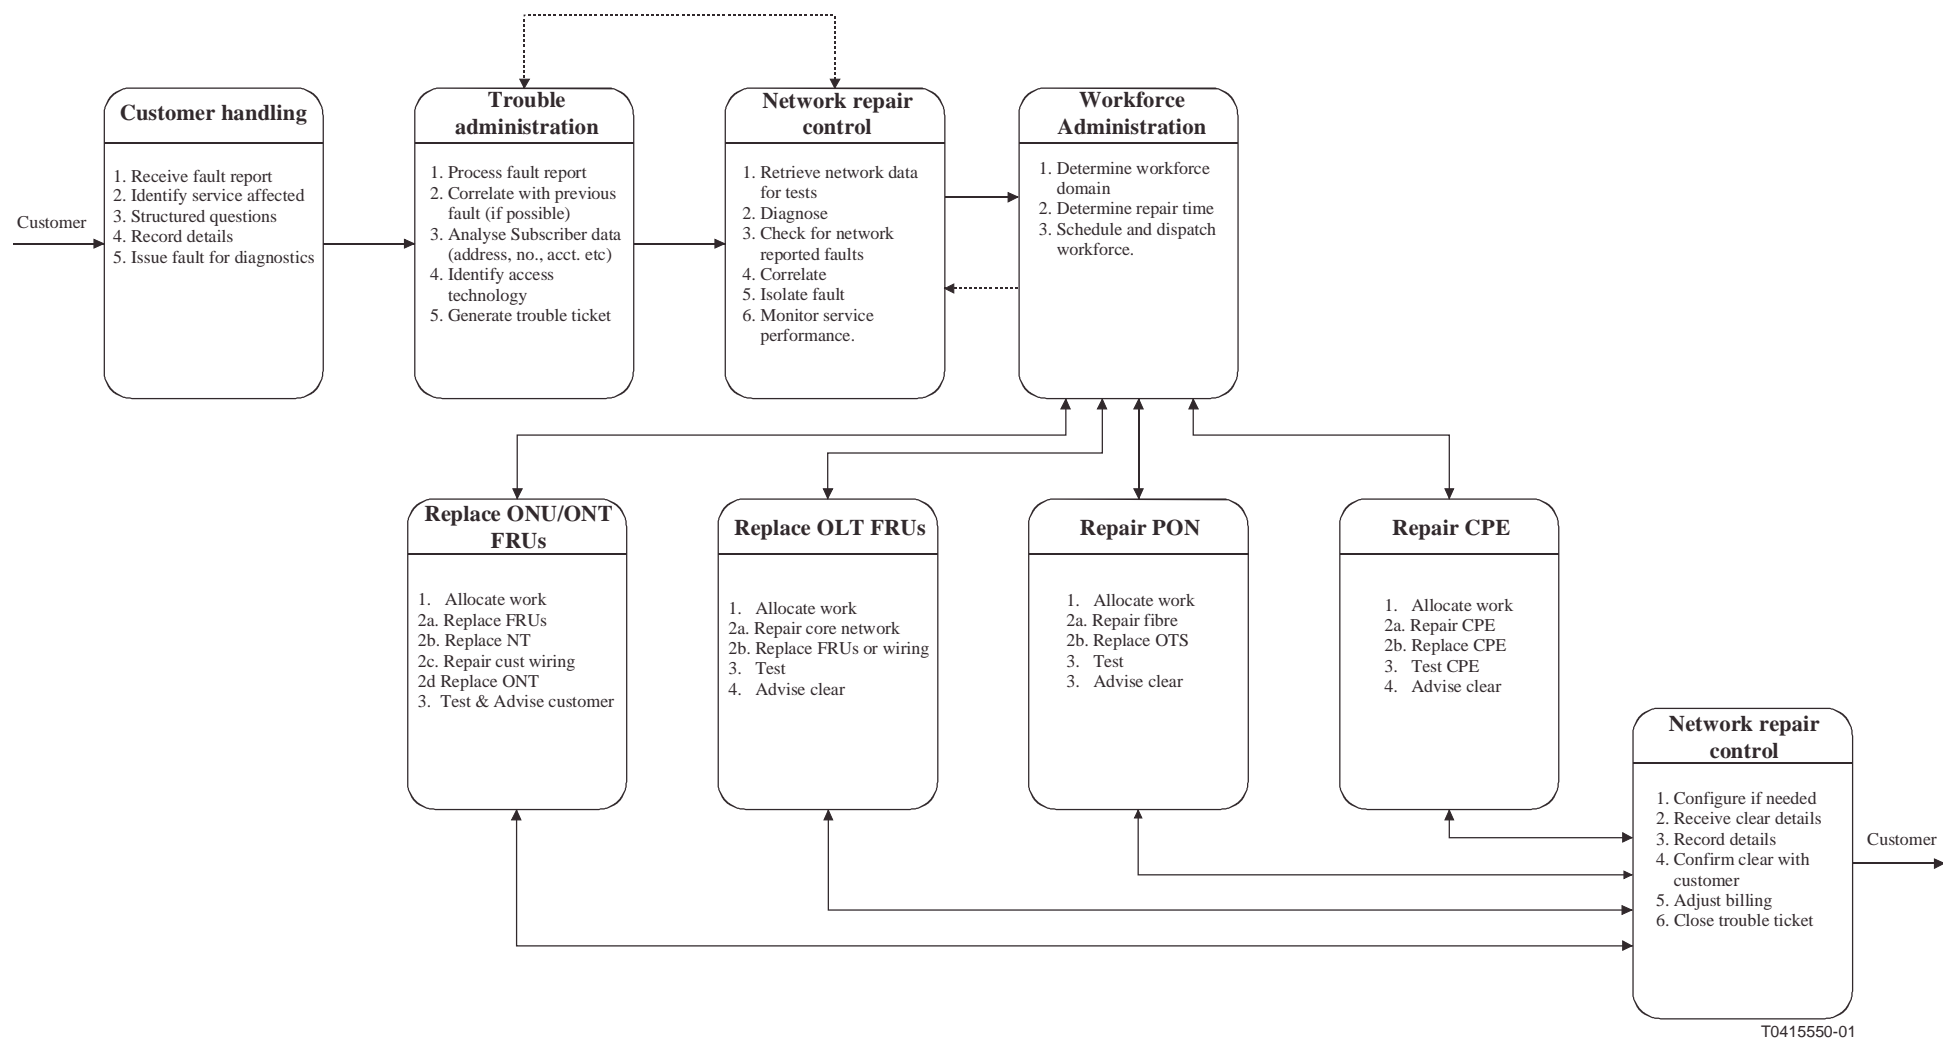 Customer
Customer handling
1. Receive fault report
2. Identify service affected
3. Structured questions
4. Record details
5. Issue fault for diagnostics
Trouble
administration
1. Process fault report
2. Correlate with previous
fault (if possible)
3. Analyse Subscriber data
(address, no., acct. etc)
4. Identify access
technology
5. Generate trouble ticket
Network repair
control
1. Retrieve network data
for tests
2. Diagnose
3. Check for network
reported faults
4. Correlate
5. Isolate fault
6. Monitor service
performance.
Workforce
Administration
1. Determine workforce
domain
2. Determine repair time
3. Schedule and dispatch
workforce.
Replace ONU/ONT
FRUs
1. Allocate work
2a. Replace FRUs
2b. Replace NT
2c. Repair cust wiring
2d Replace ONT
3. Test & Advise customer
Replace OLT FRUs
1. Allocate work
2a. Repair core network
2b. Replace FRUs or wiring
3. Test
4. Advise clear
Repair PON
1. Allocate work
2a. Repair fibre
2b. Replace OTS
3. Test
3. Advise clear
Repair CPE
1. Allocate work
2a. Repair CPE
2b. Replace CPE
3. Test CPE
4. Advise clear
Network repair
control
1. Configure if needed
2. Receive clear details
3. Record details
4. Confirm clear with
customer
5. Adjust billing
6. Close trouble ticket
Customer
T0415550-01